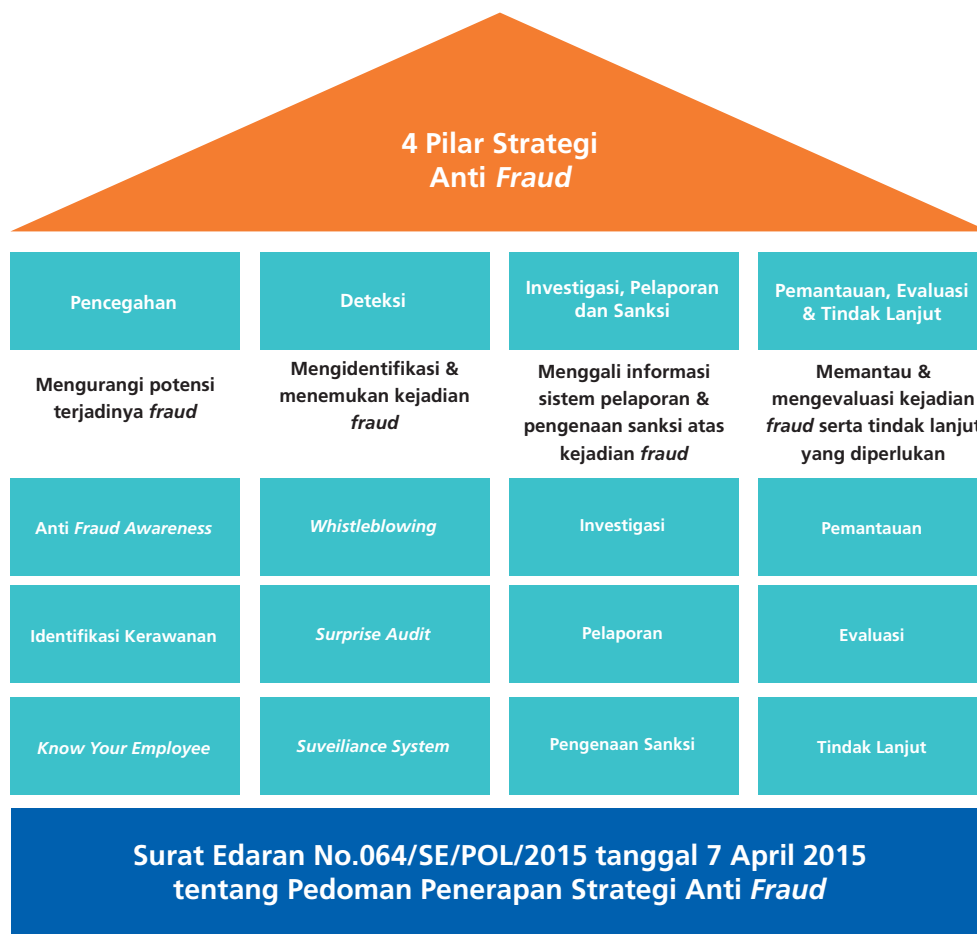 4 Pilar Strategi
Anti Fraud
Pencegahan
Deteksi
Investigasi, Pelaporan
dan Sanksi
Pemantauan, Evaluasi
& Tindak Lanjut
Mengurangi potensi
terjadinya fraud
Mengidentifikasi &
menemukan kejadian
fraud
Menggali informasi
sistem pelaporan &
pengenaan sanksi atas
kejadian fraud
Memantau &
mengevaluasi kejadian
fraud serta tindak lanjut
yang diperlukan
Anti Fraud Awareness
Whistleblowing
Investigasi
Pemantauan
Identifikasi Kerawanan
Surprise Audit
Pelaporan
Evaluasi
Know Your Employee
Suveiliance System
Pengenaan Sanksi
Tindak Lanjut
Surat Edaran No.064/SE/POL/2015 tanggal 7 April 2015
tentang Pedoman Penerapan Strategi Anti Fraud